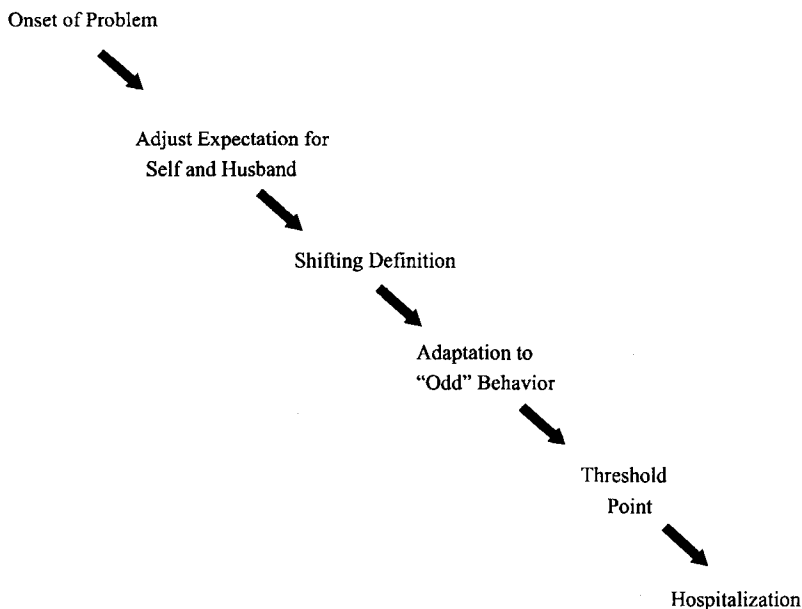 Onset of Problem
Adjust Expectation for
Self and Husband
Shifting Definition
Adaptation to
“Odd” Behavior
Threshold
Point
Hospitalization